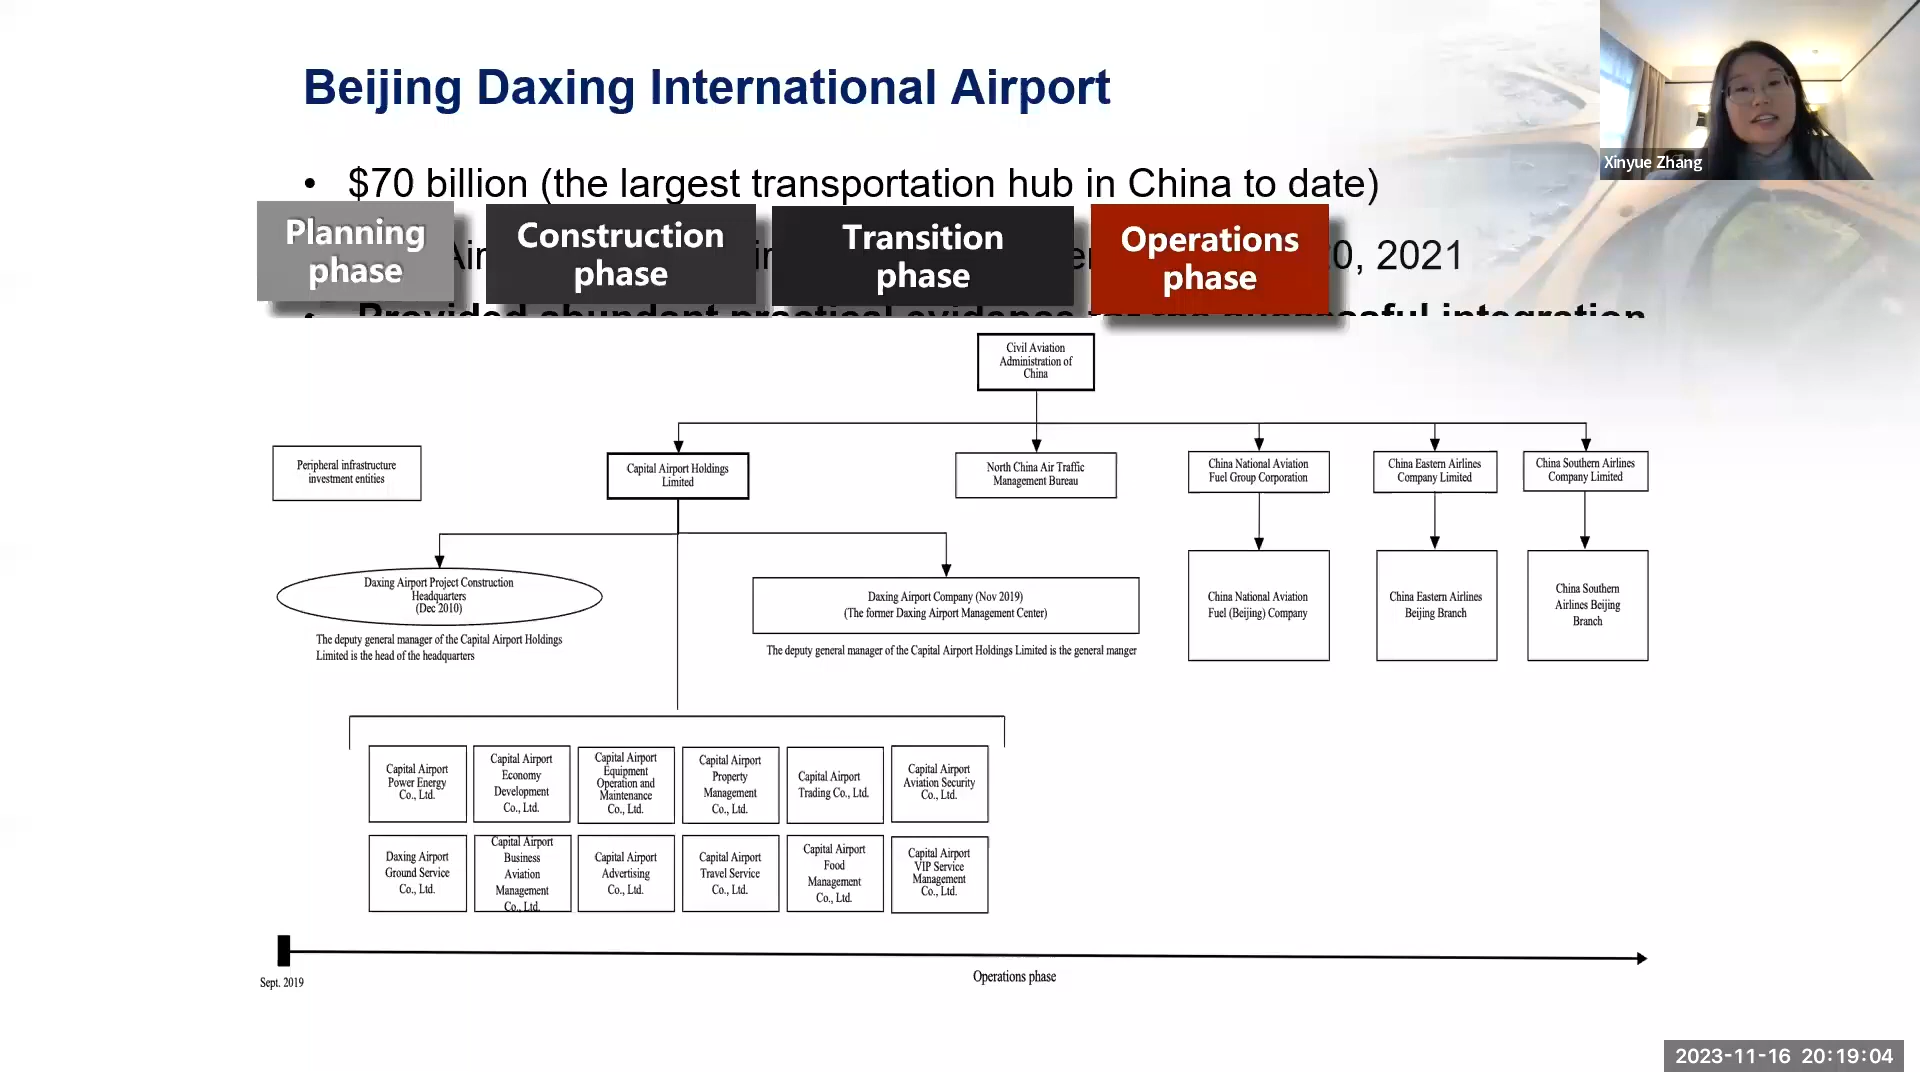 Beijing Daxing International Airport
Xinyue Zhang
• $70 billion (the largest transportation hub in China to date)
Planning
phase
Construction
phase
Transition
phase
Operations
phase
2021
• Provided abundant practical evidence for the successful integration
Civil Aviation
Administration of
China
Peripheral infrastructure
investment entities
Capital Airport Holdings
Limited
North China Air Traffic
Management Bureau
China National Aviation
Fuel Group Corporation
China Eastern Airlines
Company Limited
China Southern Airlines
Company Limited
Daxing Airport Project Construction
Headquarters
(Dec 2010)
The deputy general manager of the Capital Airport Holdings
Limited is the head of the headquarters
Daxing Airport Company (Nov 2019)
(The former Daxing Airport Management Center)
The deputy general manager of the Capital Airport Holdings Limited is the general manger
China National Aviation
Fuel (Beijing) Company
China Eastern Airlines
Beijing Branch
China Southern
Airlines Beijing
Branch
Capital Airport
Power Energy
Co., Ltd.
Capital Airport
Economy
Development
Co., Ltd.
Capital Airport
Equipment
Operation and
Maintenance
Co., Ltd.
Capital Airport
Property
Management
Co., Ltd.
Capital Airport
Trading Co., Ltd.
Capital Airport
Aviation Security
Co., Ltd.
Daxing Airport
Ground Service
Co., Ltd.
Capital Airport
Business
Aviation
Management
Co., Ltd.
Capital Airport
Advertising
Co., Ltd.
Capital Airport
Travel Service
Co., Ltd.
Capital Airport
Food
Management
Co., Ltd.
Capital Airport
VIP Service
Management
Co., Ltd.
Sept. 2019
Operations phase
2023-11-16 20:19:04